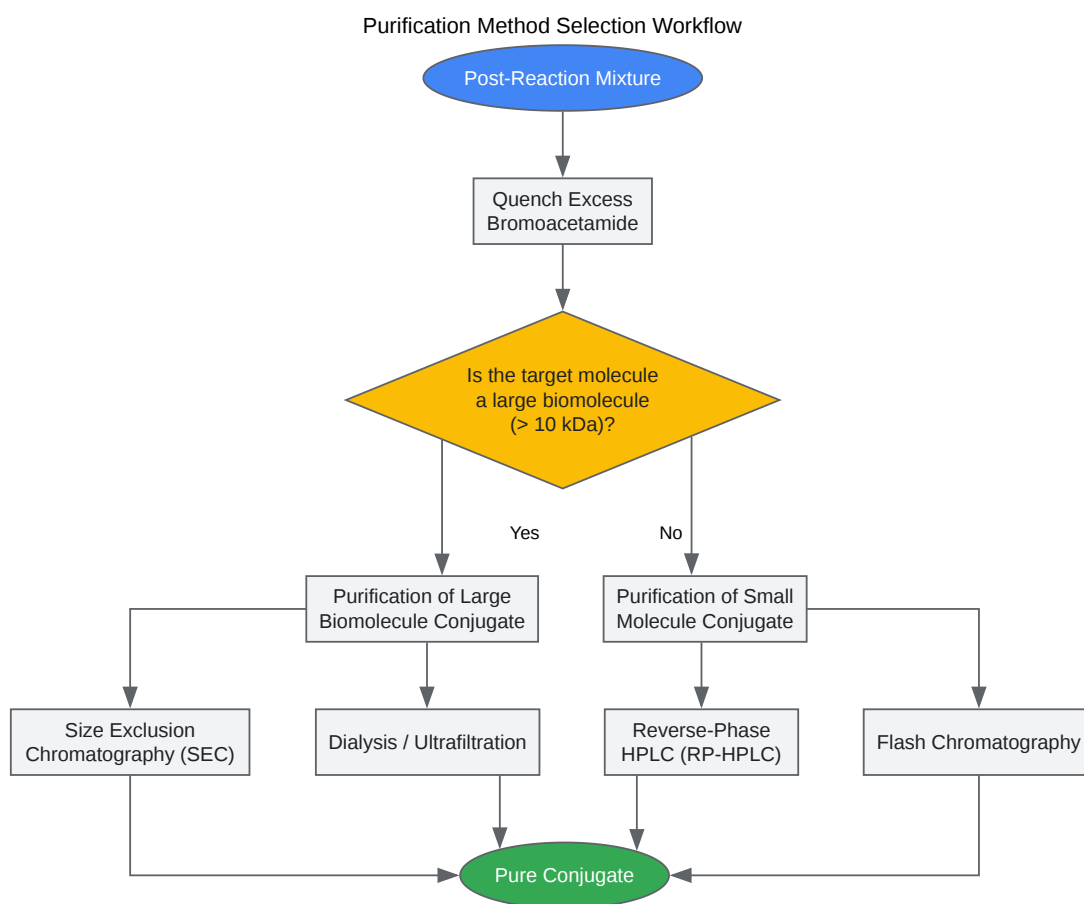 Purification Method Selection Workflow
Post-Reaction Mixture
Quench Excess
Bromoacetamide
Is the target molecule
a large biomolecule
(> 10 kDa)?
Yes
No
Purification of Large
Biomolecule Conjugate
Purification of Small
Molecule Conjugate
Size Exclusion
Chromatography (SEC)
Dialysis / Ultrafiltration
Reverse-Phase
HPLC (RP-HPLC)
Flash Chromatography
Pure Conjugate